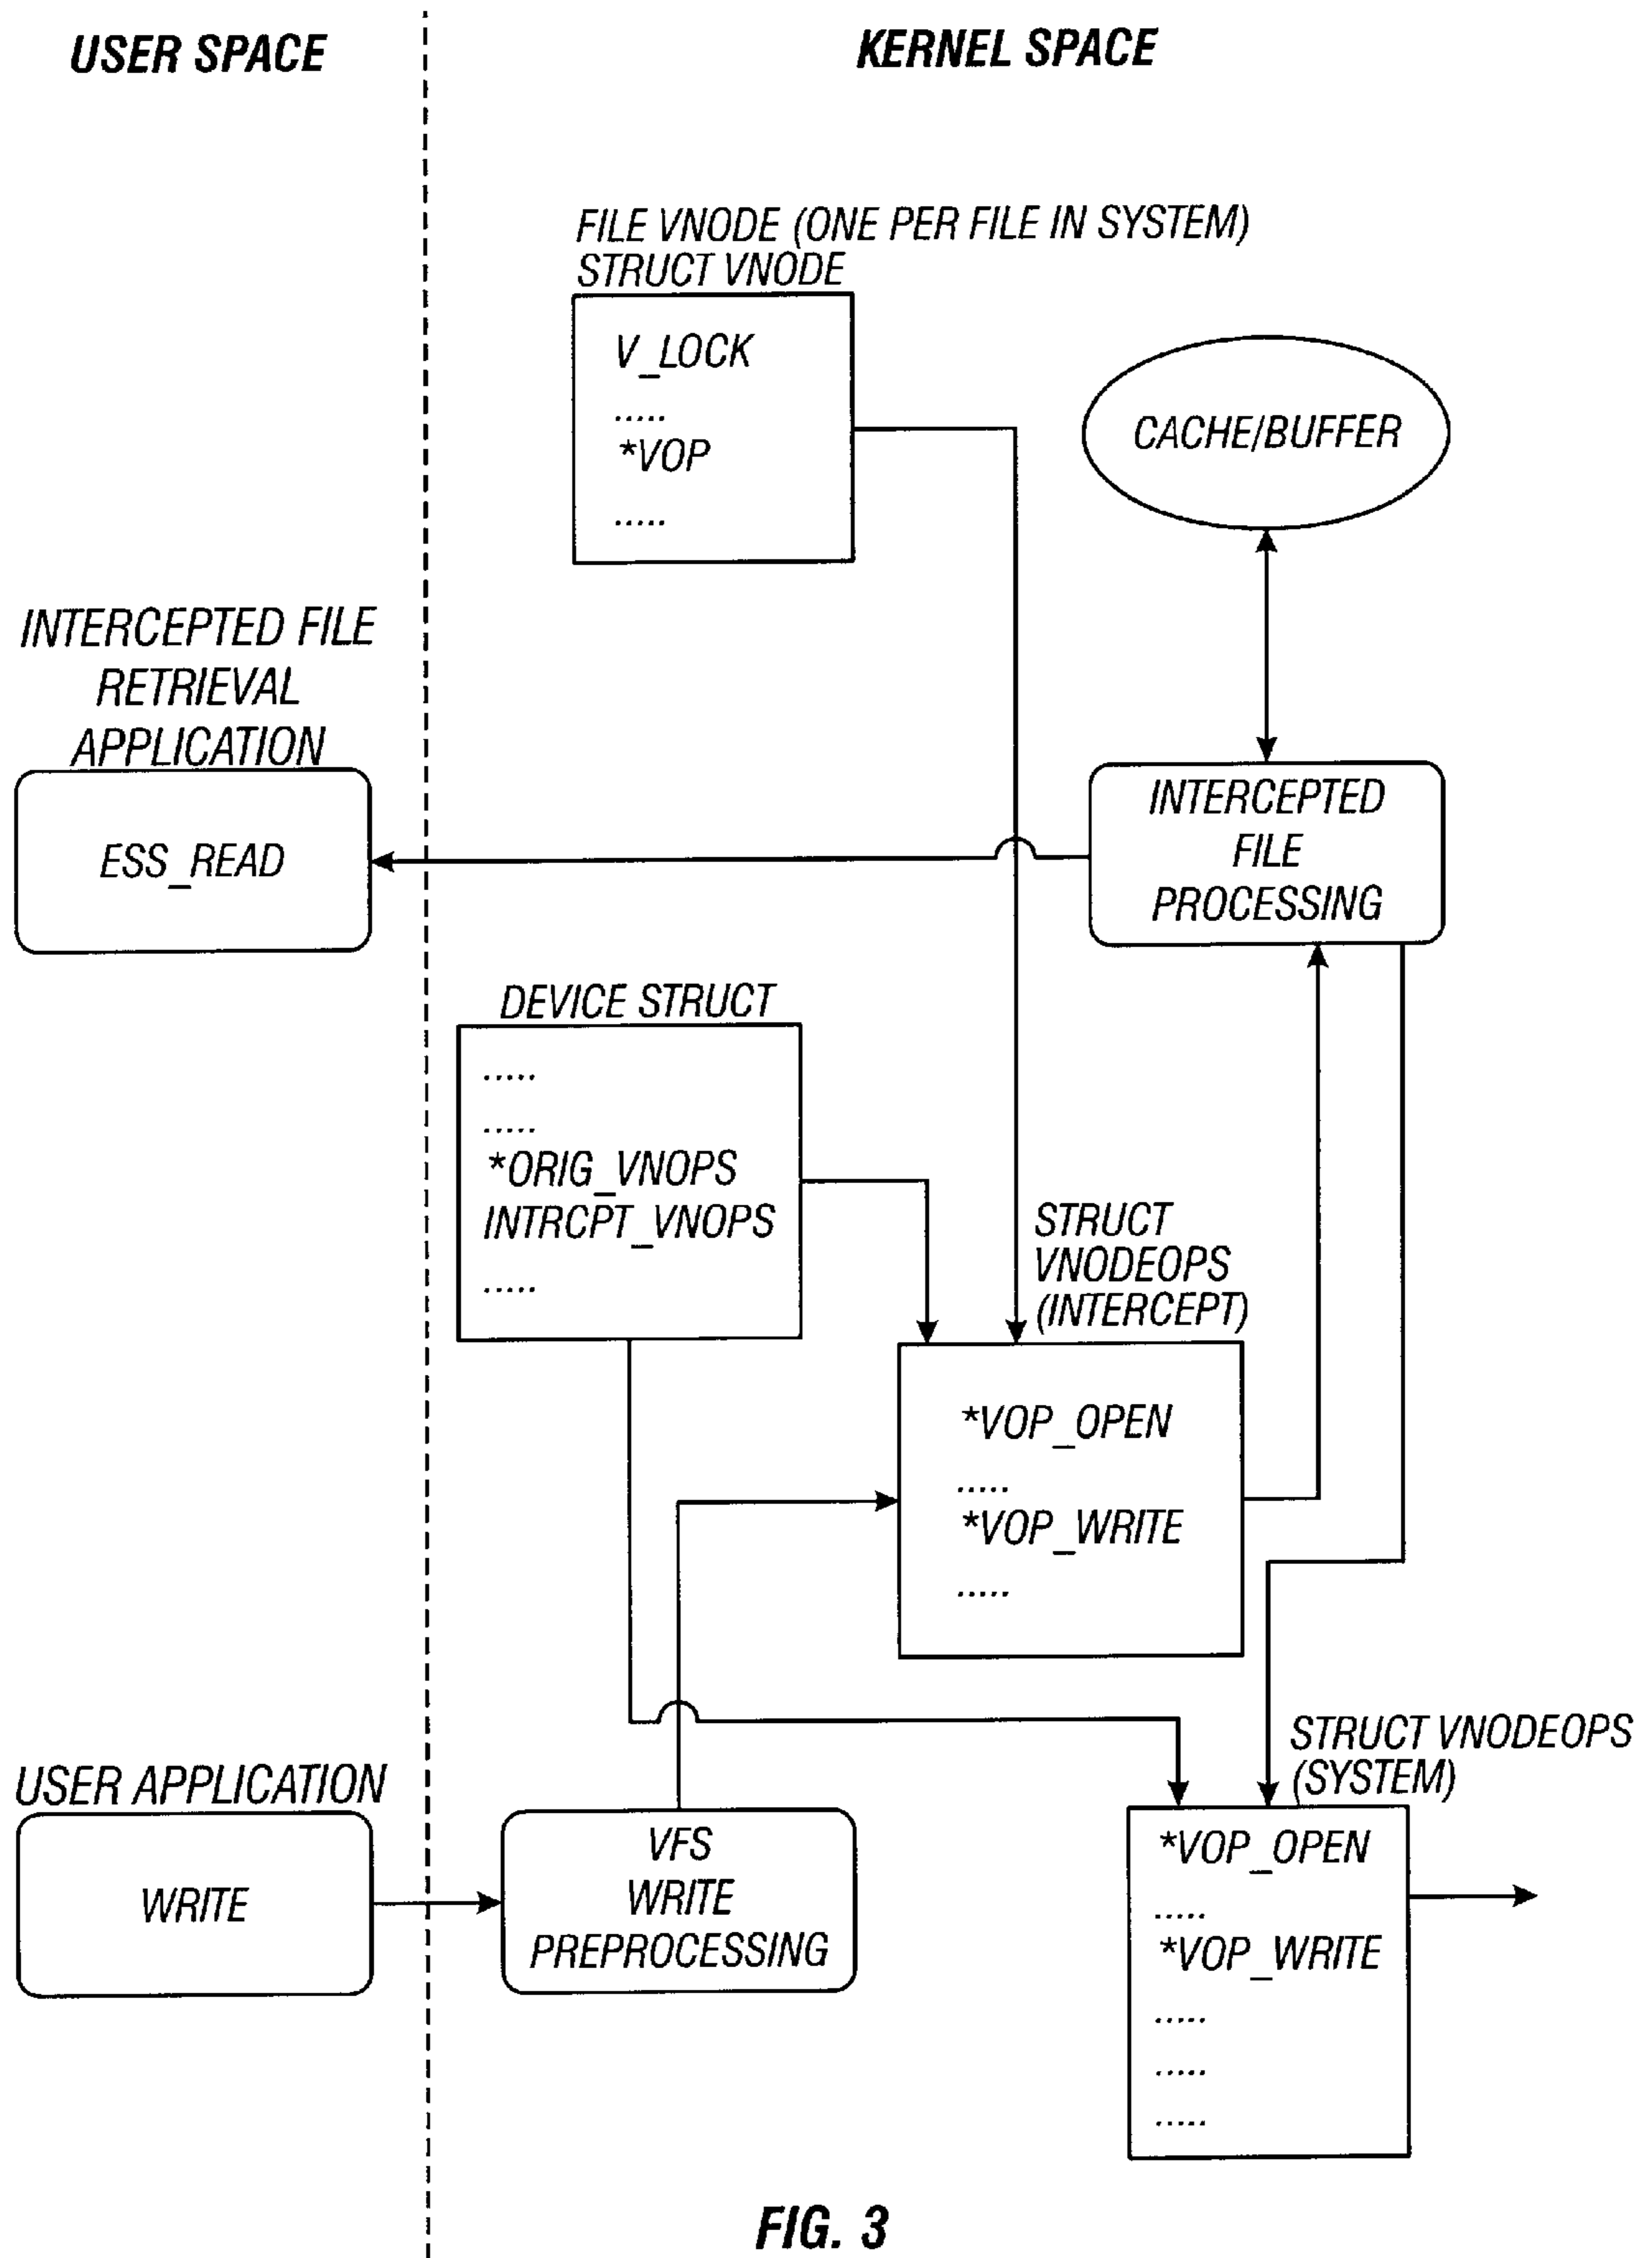 USER SPACE
KERNEL SPACE
FILE VNODE (ONE PER FILE IN SYSTEM)
STRUCT VNODE
V_LOCK
.....
*VOP
.....
CACHE/BUFFER
INTERCEPTED FILE
RETRIEVAL
APPLICATION
ESS_READ
INTERCEPTED
FILE
PROCESSING
DEVICE STRUCT
.....
.....
*ORIG_VNOPS
INTRCPT_VNOPS
.....
STRUCT
VNODEOPS
(INTERCEPT)
*VOP_OPEN
.....
*VOP_WRITE
.....
USER APPLICATION
WRITE
VFS
WRITE
PREPROCESSING
STRUCT VNODEOPS
(SYSTEM)
*VOP_OPEN
.....
*VOP_WRITE
.....
.....
.....
FIG. 3